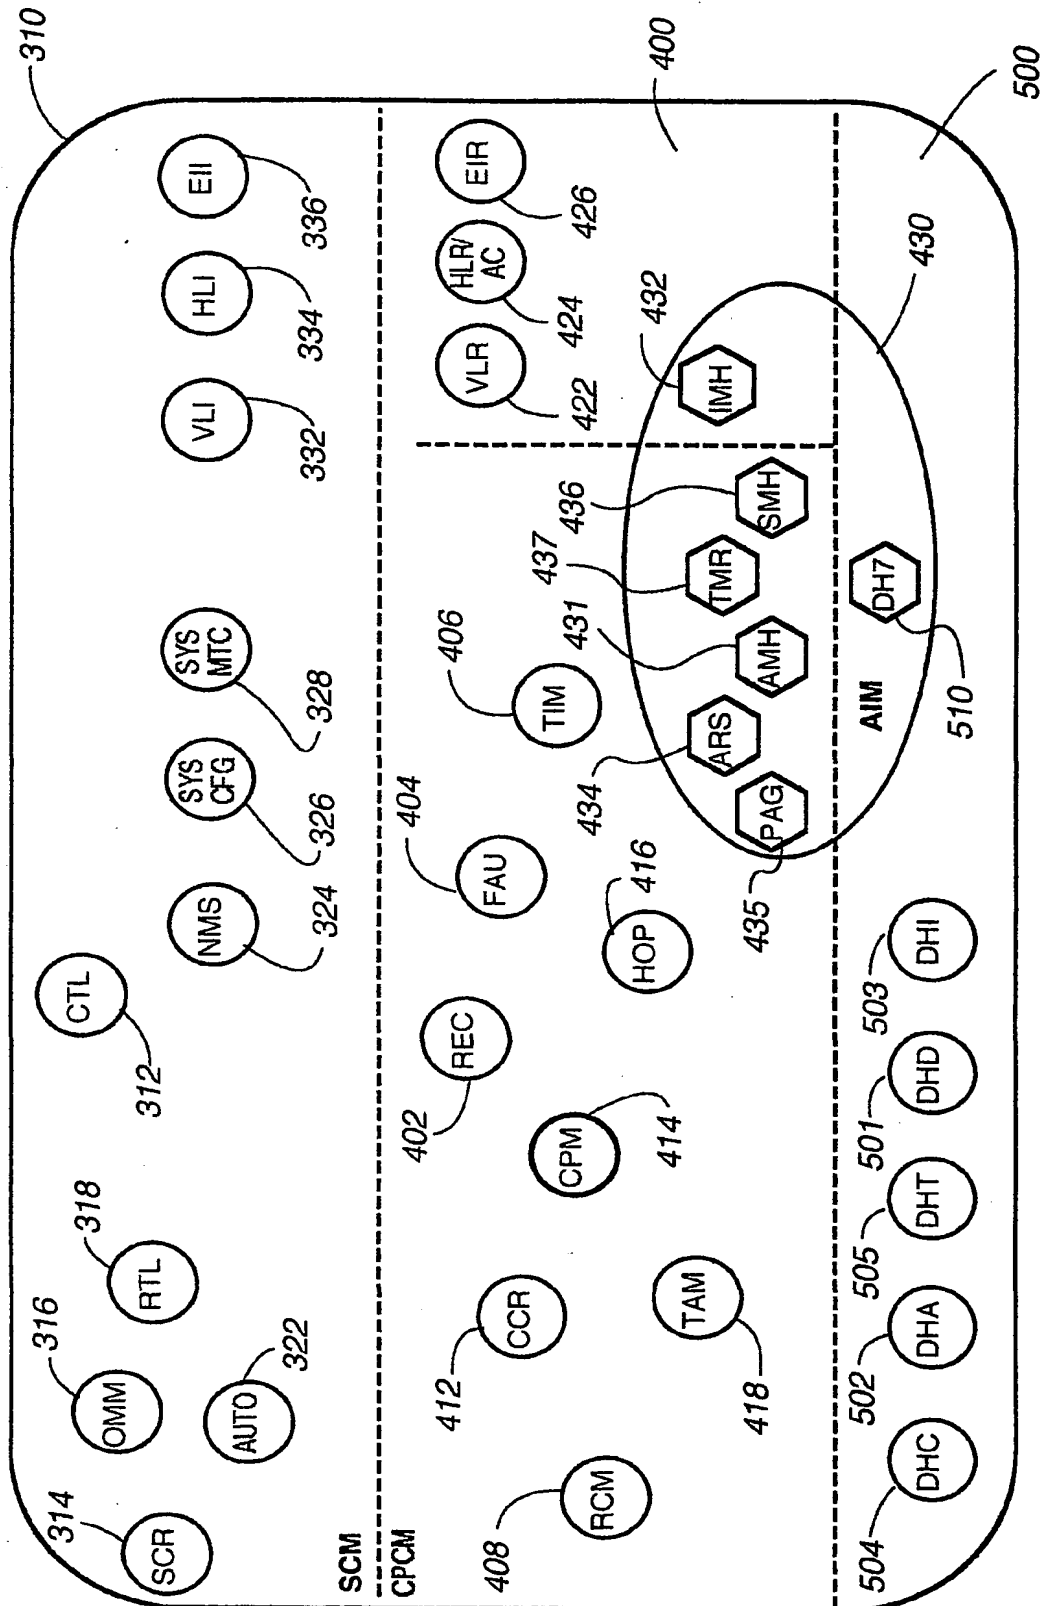 310
314
SCR
316
OMM
AUTO
322
318
RTL
312
CTL
NMS
324
SYS
CFG
326
SYS
MTC
328
VLI
332
HLI
334
EII
336
SCM
CPCM
408
RCM
412
CCR
TAM
418
CPM
414
402
REC
HOP
416
404
FAU
406
TIM
VLR
422
HLR/
AC
424
EIR
426
400
435
PAG
434
ARS
431
AMH
437
TMR
436
SMH
432
IMH
AIM
DH7
510
430
504
DHC
502
DHA
505
DHT
501
DHD
503
DHI
500